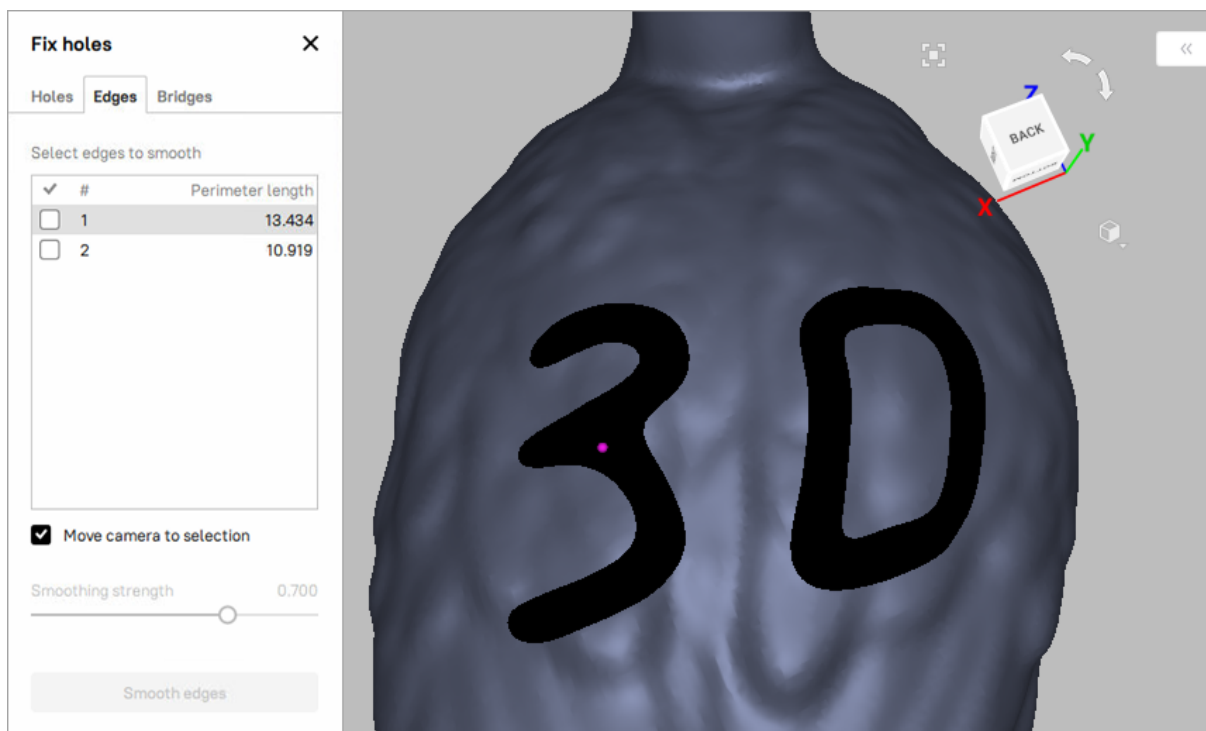 Fix holes
Holes Edges Bridges
Select edges to smooth
# Perimeter length
1 13.434
2 10.919
Move camera to selection
Smoothing strength 0.700
Smooth edges
3D
Z
BACK
Y
X